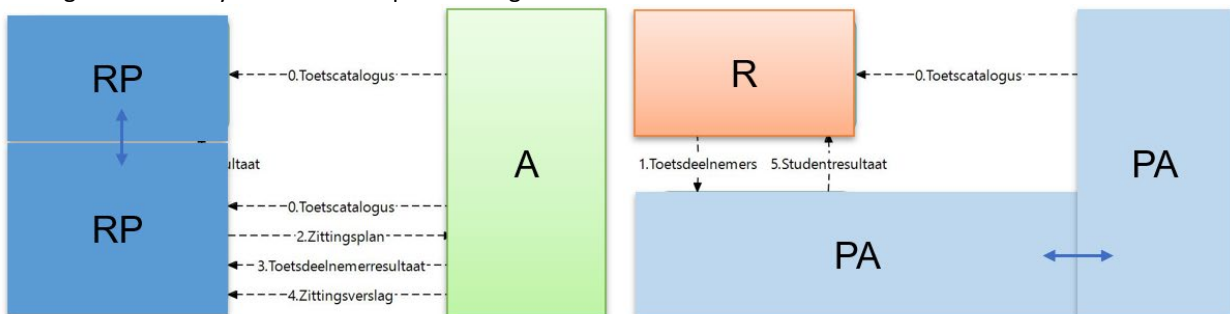 RP
0.Toetscatalogus
ultaat
RP
0.Toetscatalogus
2.Zittingsplan
3.Toetsdeelnemerresultaat
4.Zittingsverslag
A
R
0.Toetscatalogus
1.Toetsdeelnemers
5.Studentresultaat
PA
PA